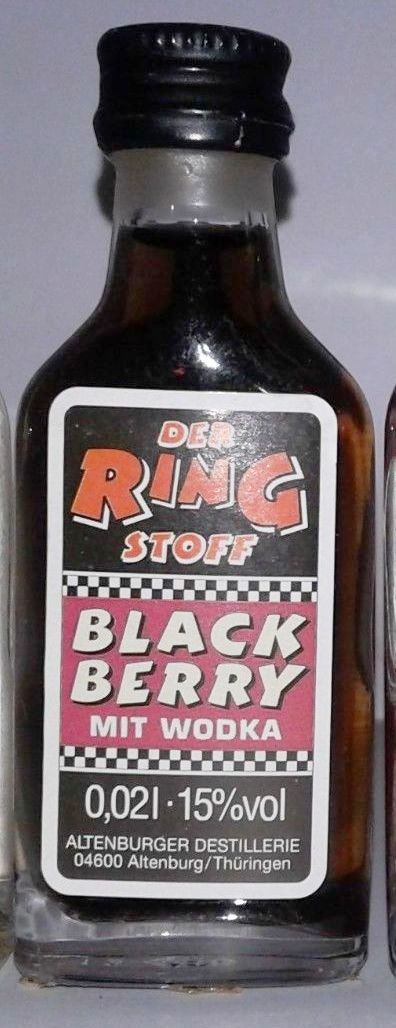 DER
RING
STOFF
BLACK
BERRY
MIT WODKA
0,02l · 15%vol
ALTENBURGER DESTILLERIE
04600 Altenburg/Thüringen